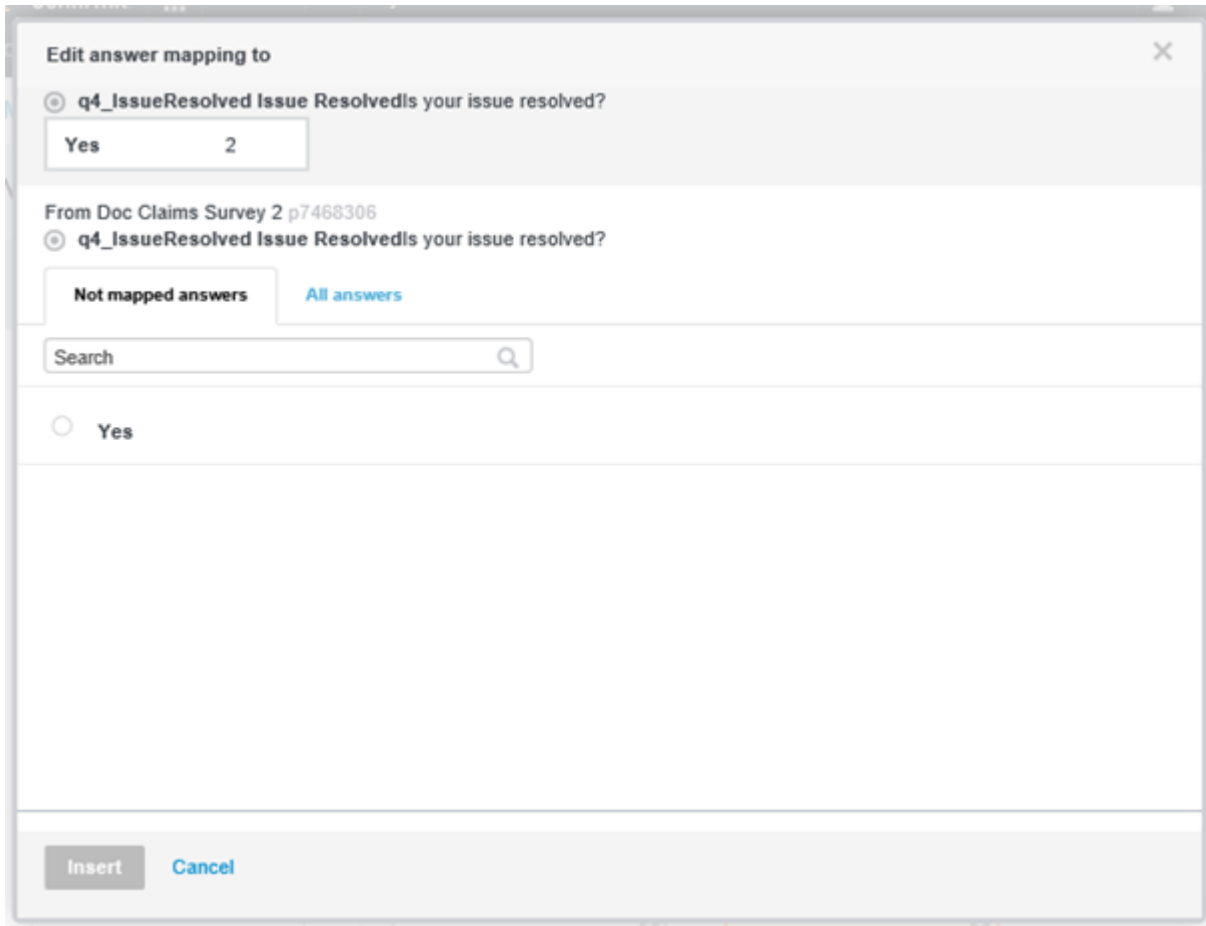 Edit answer mapping to
q4_IssueResolved Issue ResolvedIs your issue resolved?
Yes 2
From Doc Claims Survey 2 p7468306
q4_IssueResolved Issue ResolvedIs your issue resolved?
Not mapped answers All answers
Search
Yes
Insert Cancel